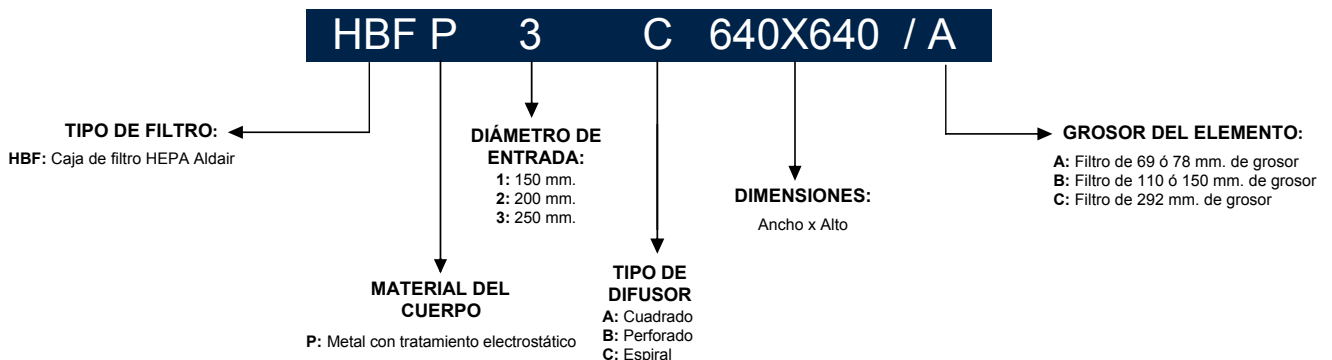 HBF P 3 C 640X640 / A
TIPO DE FILTRO:
HBF: Caja de filtro HEPA Aldair
MATERIAL DEL
CUERPO
P: Metal con tratamiento electrostático
DIÁMETRO DE
ENTRADA:
1: 150 mm.
2: 200 mm.
3: 250 mm.
TIPO DE
DIFUSOR
A: Cuadrado
B: Perforado
C: Espiral
DIMENSIONES:
Ancho x Alto
GROSOR DEL ELEMENTO:
A: Filtro de 69 ó 78 mm. de grosor
B: Filtro de 110 ó 150 mm. de grosor
C: Filtro de 292 mm. de grosor